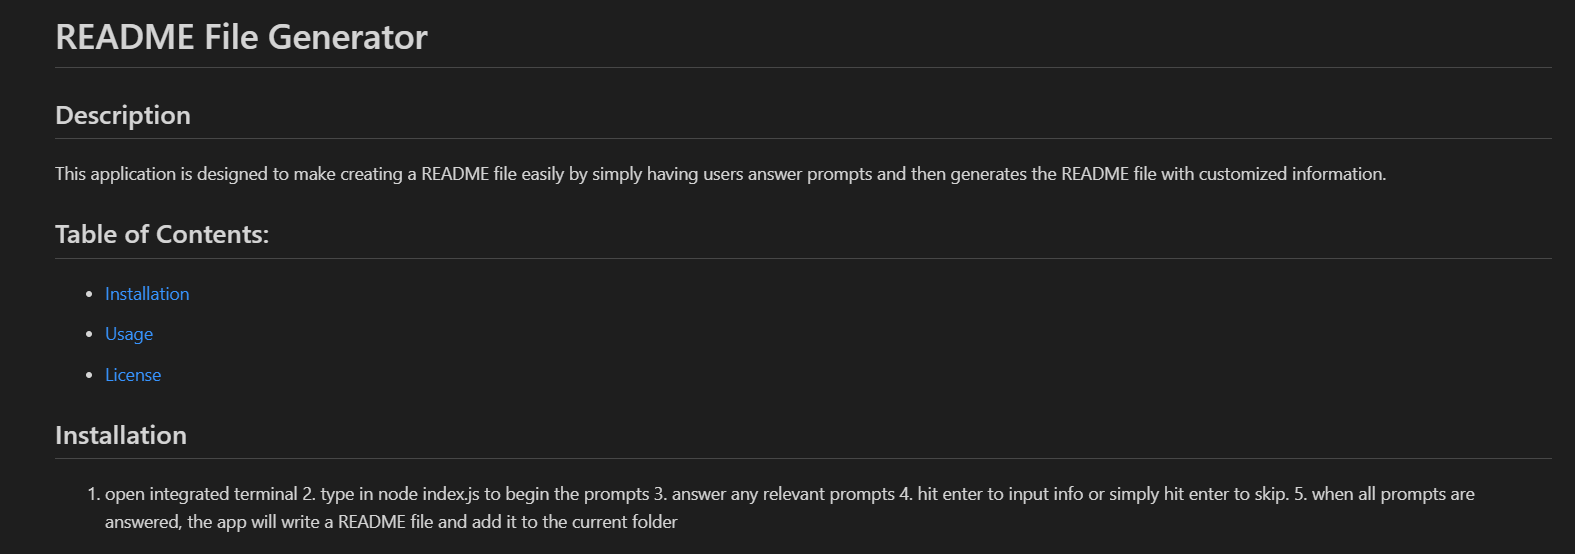 README File Generator
Description
This application is designed to make creating a README file easily by simply having users answer prompts and then generates the README file with customized information.
Table of Contents:
• Installation
• Usage
• License
Installation
1. open integrated terminal 2. type in node index.js to begin the prompts 3. answer any relevant prompts 4. hit enter to input info or simply hit enter to skip. 5. when all prompts are
answered, the app will write a README file and add it to the current folder